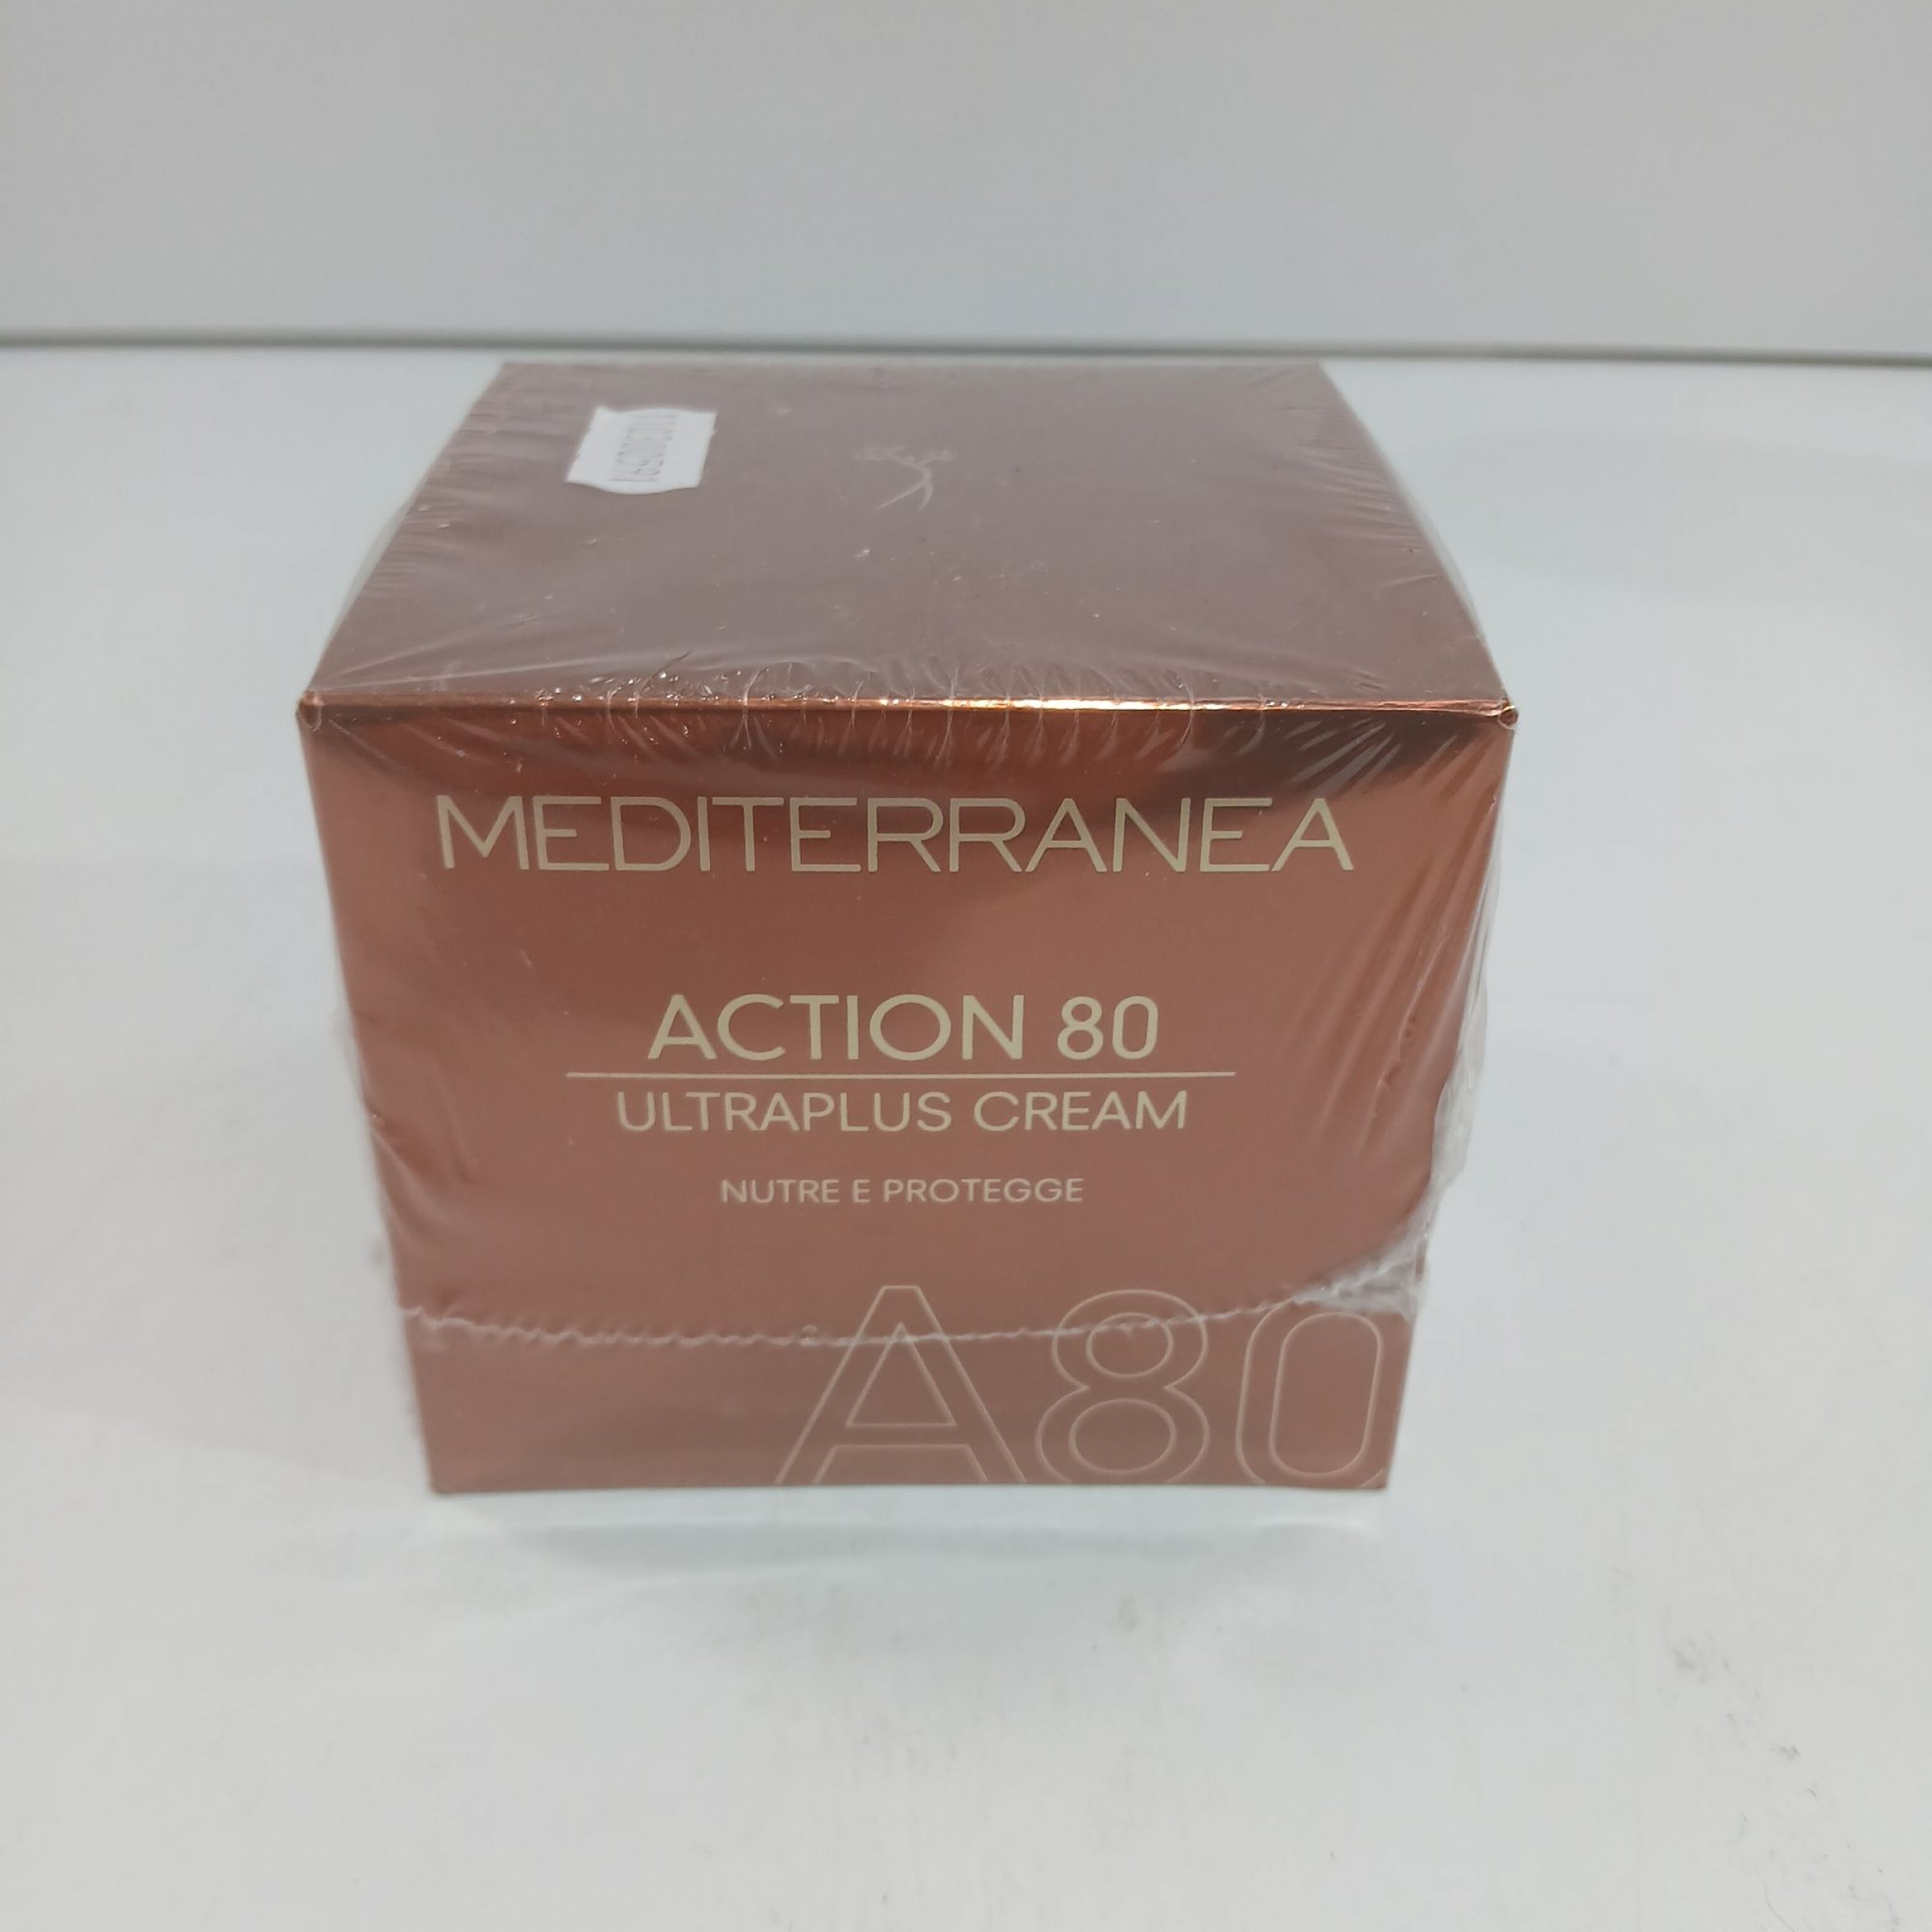 MEDITERRANEA
ACTION 80
ULTRAPLUS CREAM
NUTRE E PROTEGGE
A80